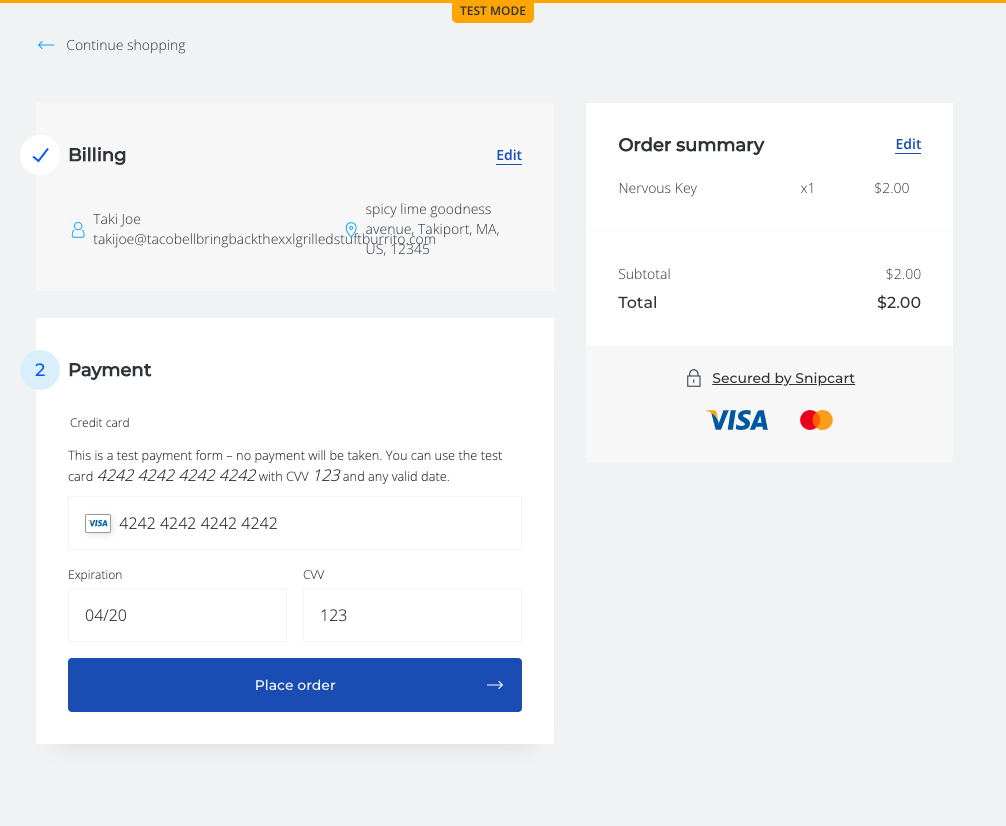 TEST MODE
Continue shopping
Billing
Edit
Taki Joe
takijoe@tacobellbringbackthexxlgrilledstuftburrito.com
spicy lime goodness
avenue, Takiport, MA,
US, 12345
2
Payment
Credit card
This is a test payment form – no payment will be taken. You can use the test
card 4242 4242 4242 4242 with CVV 123 and any valid date.
VISA 4242 4242 4242 4242
Expiration
CVV
04/20
123
Place order
Order summary
Edit
Nervous Key x1 $2.00
Subtotal $2.00
Total $2.00
Secured by Snipcart
VISA